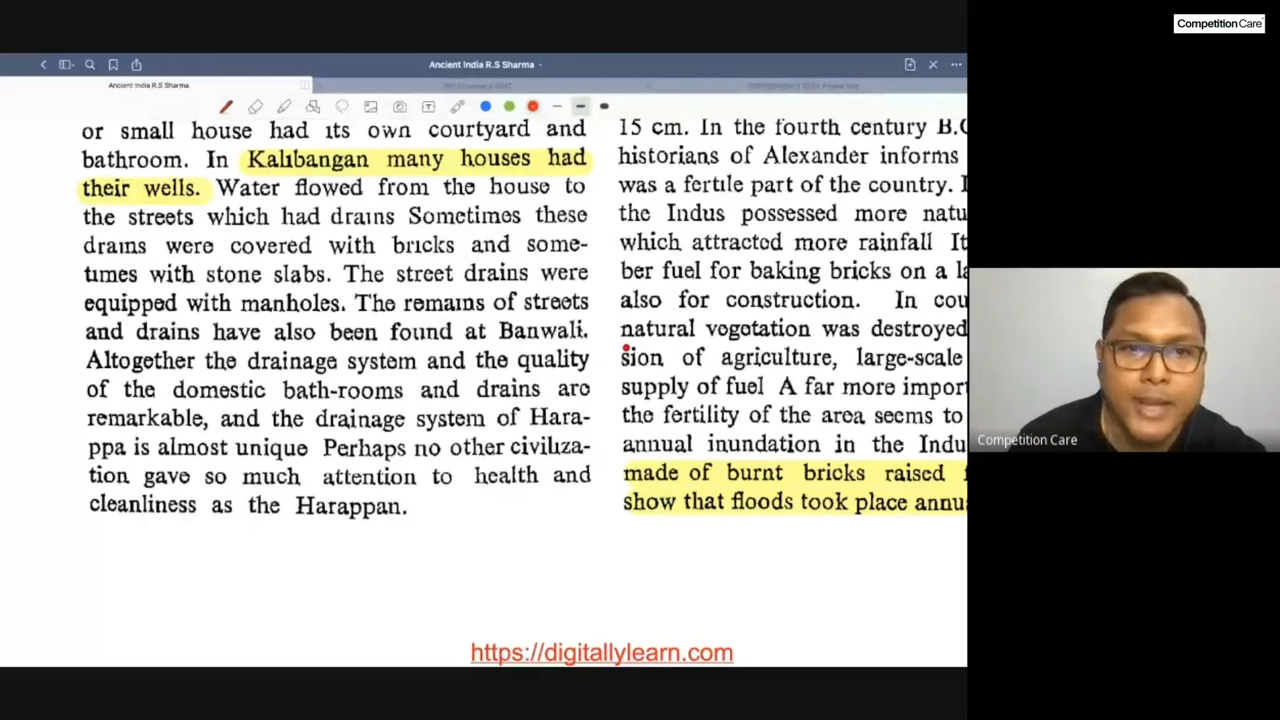 CompetitionCare
Ancient India R.S Sharma
Ancient India R.S Sharma
or small house had its own courtyard and
bathroom. In Kalibangan many houses had
their wells. Water flowed from the house to
the streets which had drains Sometimes these
drains were covered with bricks and some-
times with stone slabs. The street drains were
equipped with manholes. The remains of streets
and drains have also been found at Banwali.
Altogether the drainage system and the quality
of the domestic bath-rooms and drains are
remarkable, and the drainage system of Hara-
ppa is almost unique Perhaps no other civiliza-
tion gave so much attention to health and
cleanliness as the Harappan.
15 cm. In the fourth century B.C
historians of Alexander informs
was a fertile part of the country.
the Indus possessed more natu
which attracted more rainfall It
ber fuel for baking bricks on a la
also for construction. In cou
natural vegetation was destroyed
sion of agriculture, large-scale
supply of fuel A far more impor
the fertility of the area seems to
annual inundation in the Indu
made of burnt bricks raised
show that floods took place annu
https://digitallylearn.com
Competition Care